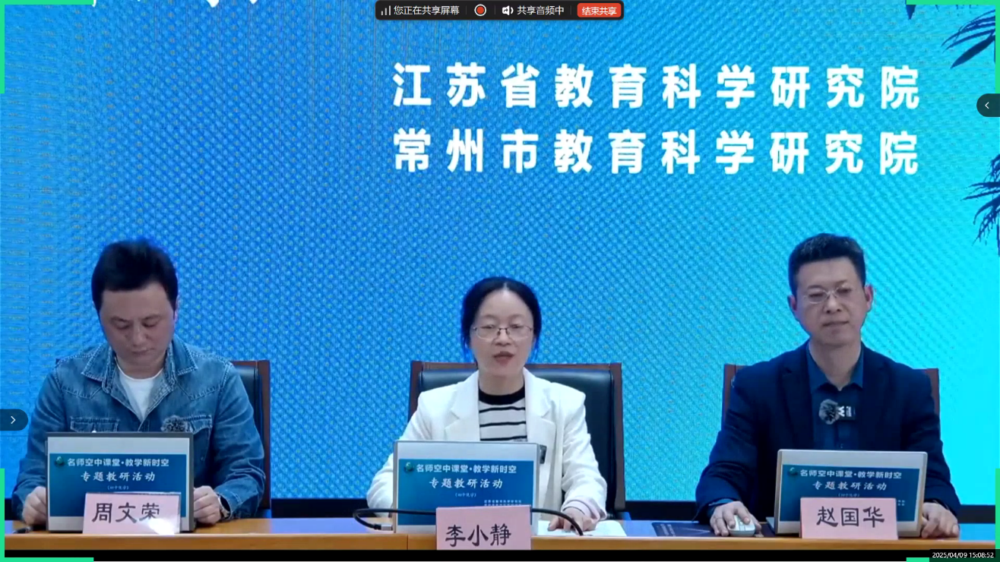 您正在共享屏幕 共享音频中 结束共享
江苏省教育科学研究院
常州市教育科学研究院
名师空中课堂·教学新时空
专题教研活动
周文荣
名师空中课堂·教学新时空
专题教研活动
李小静
名师空中课堂·教学新时空
专题教研活动
赵国华
2025/04/09 15:08:52